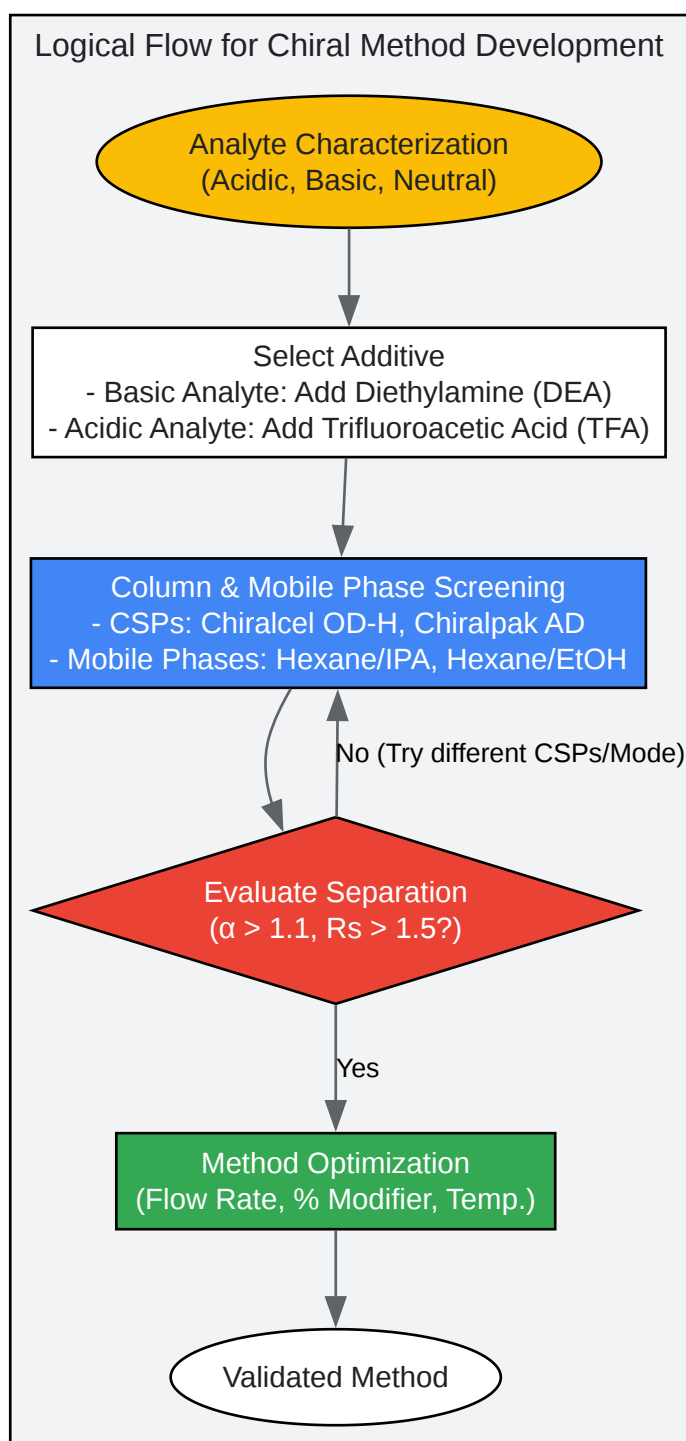 Logical Flow for Chiral Method Development
Analyte Characterization
(Acidic, Basic, Neutral)
Select Additive
- Basic Analyte: Add Diethylamine (DEA)
- Acidic Analyte: Add Trifluoroacetic Acid (TFA)
Column & Mobile Phase Screening
- CSPs: Chiralcel OD-H, Chiralpak AD
- Mobile Phases: Hexane/IPA, Hexane/EtOH
No (Try different CSPs/Mode)
Evaluate Separation
(α > 1.1, Rs > 1.5?)
Yes
Method Optimization
(Flow Rate, % Modifier, Temp.)
Validated Method